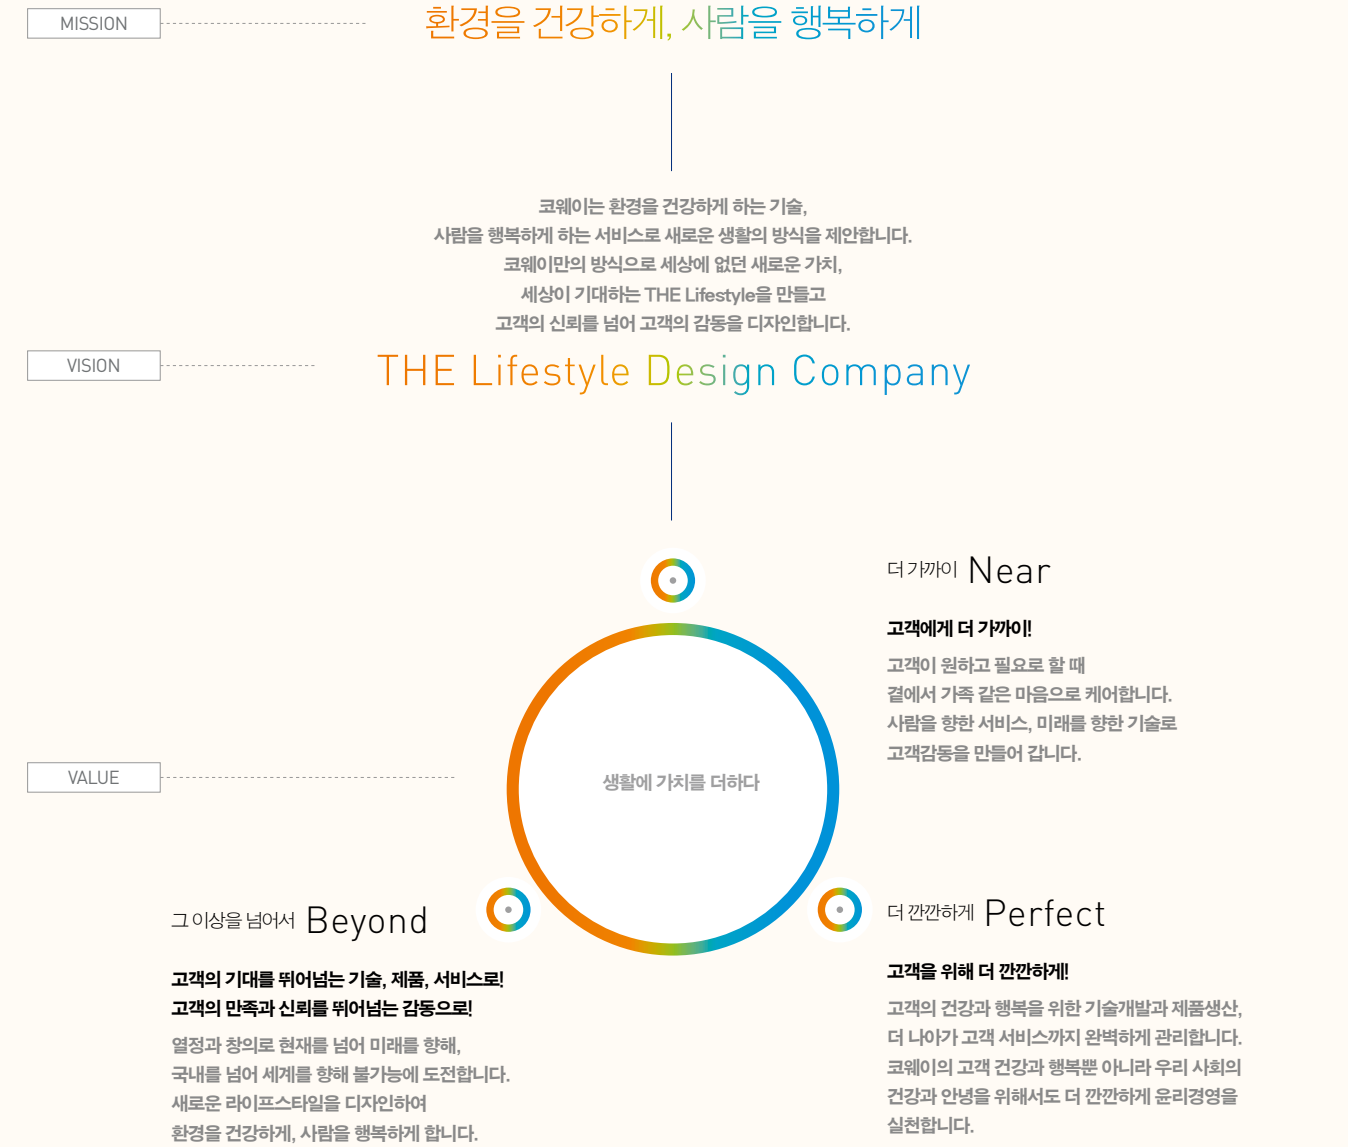 MISSION
환경을 건강하게, 사람을 행복하게
코웨이는 환경을 건강하게 하는 기술,
사람을 행복하게 하는 서비스로 새로운 생활의 방식을 제안합니다.
코웨이만의 방식으로 세상에 없던 새로운 가치,
세상이 기대하는 THE Lifestyle을 만들고
고객의 신뢰를 넘어 고객의 감동을 디자인합니다.
VISION
THE Lifestyle Design Company
더 가까이 Near
고객에게 더 가까이!
고객이 원하고 필요로 할 때
곁에서 가족 같은 마음으로 케어합니다.
사람을 향한 서비스, 미래를 향한 기술로
고객감동을 만들어 갑니다.
VALUE
생활에 가치를 더하다
그 이상을 넘어서 Beyond
고객의 기대를 뛰어넘는 기술, 제품, 서비스로!
고객의 만족과 신뢰를 뛰어넘는 감동으로!
열정과 창의로 현재를 넘어 미래를 향해,
국내를 넘어 세계를 향해 불가능에 도전합니다.
새로운 라이프스타일을 디자인하여
환경을 건강하게, 사람을 행복하게 합니다.
더 깐깐하게 Perfect
고객을 위해 더 깐깐하게!
고객의 건강과 행복을 위한 기술개발과 제품생산,
더 나아가 고객 서비스까지 완벽하게 관리합니다.
코웨이의 고객 건강과 행복뿐 아니라 우리 사회의
건강과 안녕을 위해서도 더 깐깐하게 윤리경영을
실천합니다.